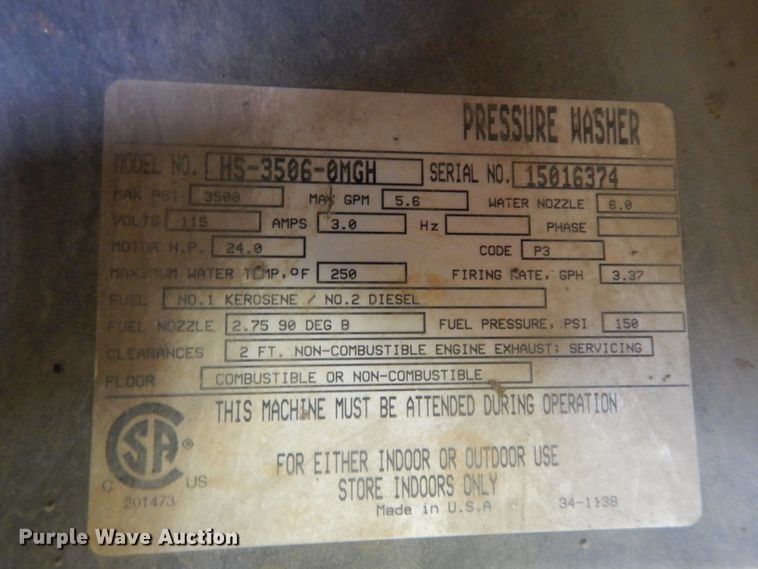 PRESSURE WASHER
MODEL NO. HS-3506-0MGH SERIAL NO. 15016374
MAX PSI 3500 MAX GPM 5.6 WATER NOZZLE 6.0
VOLTS 115 AMPS 3.0 Hz PHASE
MOTOR H.P. 24.0 CODE P3
MAXIMUM WATER TEMP,°F 250 FIRING RATE, GPH 3.37
FUEL NO.1 KEROSENE / NO.2 DIESEL
FUEL NOZZLE 2.75 90 DEG B FUEL PRESSURE, PSI 150
CLEARANCES 2 FT. NON-COMBUSTIBLE ENGINE EXHAUST; SERVICING
FLOOR COMBUSTIBLE OR NON-COMBUSTIBLE
THIS MACHINE MUST BE ATTENDED DURING OPERATION
CSA ®
C US
201473
FOR EITHER INDOOR OR OUTDOOR USE
STORE INDOORS ONLY
Made in U.S.A 34-1138
Purple Wave Auction